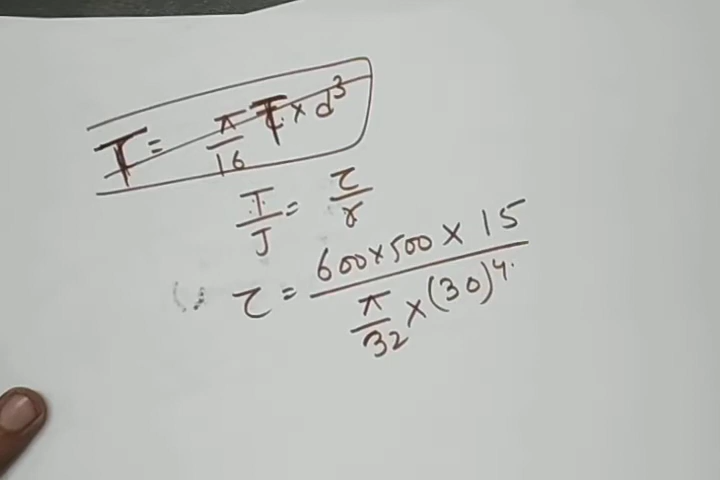 T = π/16 τ × d³
T/J = τ/r
τ = 600×500 × 15 / π/32 × (30)⁴